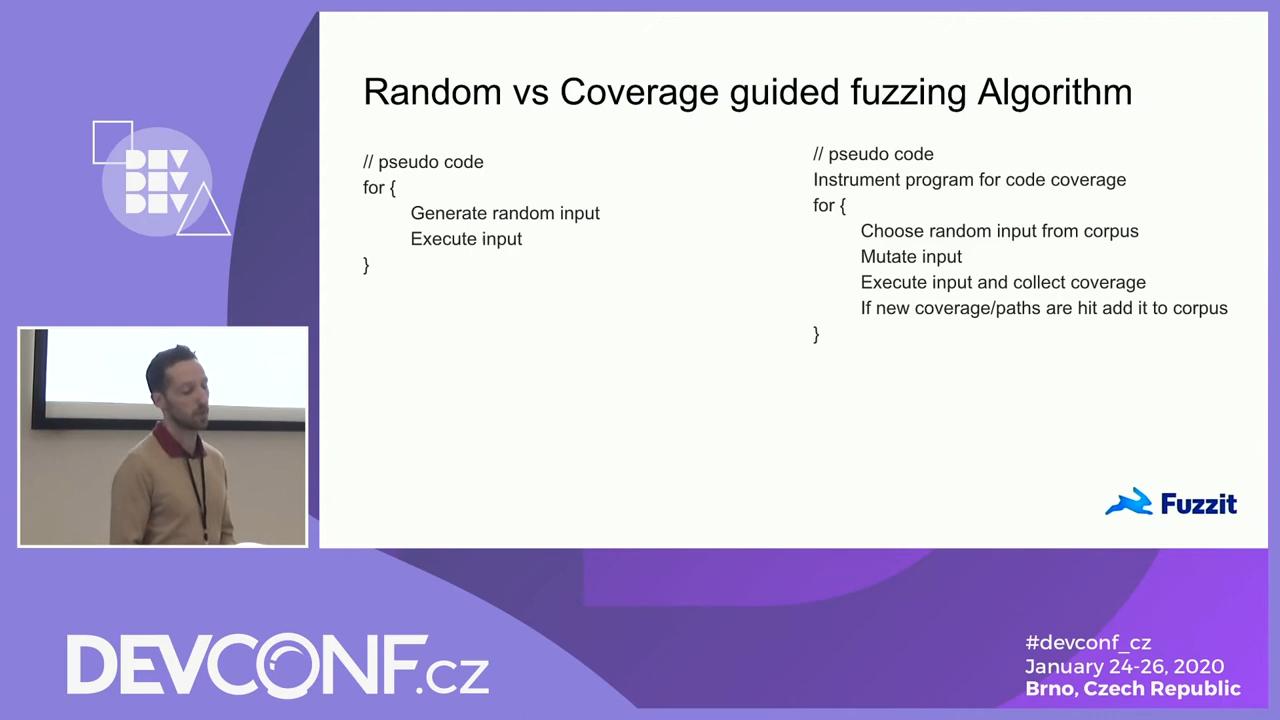 Random vs Coverage guided fuzzing Algorithm
// pseudo code
for {
Generate random input
Execute input
}
// pseudo code
Instrument program for code coverage
for {
Choose random input from corpus
Mutate input
Execute input and collect coverage
If new coverage/paths are hit add it to corpus
}
Fuzzit
DEV
DEV
DEV
DEVCONF.cz
#devconf_cz
January 24-26, 2020
Brno, Czech Republic